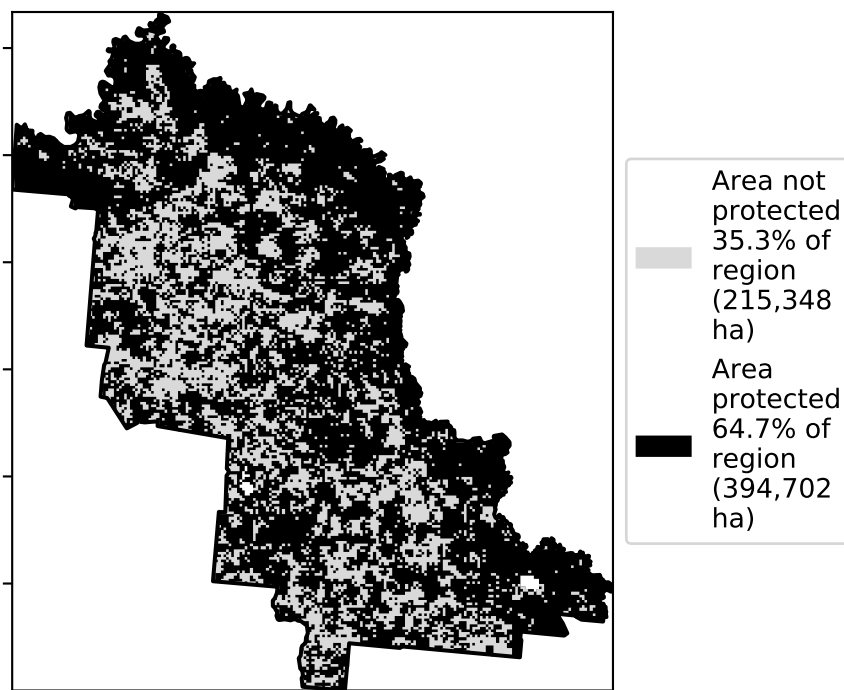 Area not
protected
35.3% of
region
(215,348
ha)
Area
protected
64.7% of
region
(394,702
ha)